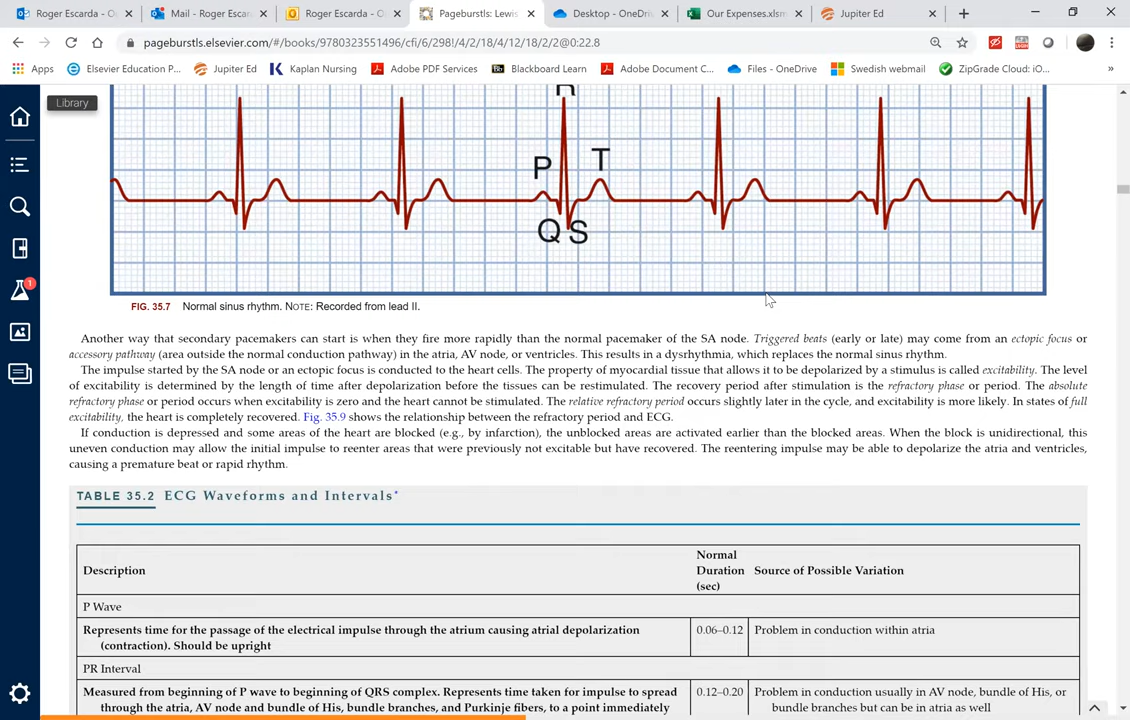 Roger Escarda - Ou
Mail - Roger Escar
Roger Escarda - O
Pageburstls: Lewis
Desktop - OneDriv
Our Expenses.xlsm
Jupiter Ed
pageburstls.elsevier.com/#/books/9780323551496/cfi/6/298!/4/2/18/4/12/18/2/2@0:22.8
Apps
Elsevier Education P...
Jupiter Ed
Kaplan Nursing
Adobe PDF Services
Blackboard Learn
Adobe Document C...
Files - OneDrive
Swedish webmail
ZipGrade Cloud: iO...
»
Library
1
R
P
T
Q S
FIG. 35.7 Normal sinus rhythm. NOTE: Recorded from lead II.
Another way that secondary pacemakers can start is when they fire more rapidly than the normal pacemaker of the SA node. Triggered beats (early or late) may come from an ectopic focus or
accessory pathway (area outside the normal conduction pathway) in the atria, AV node, or ventricles. This results in a dysrhythmia, which replaces the normal sinus rhythm.
The impulse started by the SA node or an ectopic focus is conducted to the heart cells. The property of myocardial tissue that allows it to be depolarized by a stimulus is called excitability. The level
of excitability is determined by the length of time after depolarization before the tissues can be restimulated. The recovery period after stimulation is the refractory phase or period. The absolute
refractory phase or period occurs when excitability is zero and the heart cannot be stimulated. The relative refractory period occurs slightly later in the cycle, and excitability is more likely. In states of full
excitability, the heart is completely recovered. Fig. 35.9 shows the relationship between the refractory period and ECG.
If conduction is depressed and some areas of the heart are blocked (e.g., by infarction), the unblocked areas are activated earlier than the blocked areas. When the block is unidirectional, this
uneven conduction may allow the initial impulse to reenter areas that were previously not excitable but have recovered. The reentering impulse may be able to depolarize the atria and ventricles,
causing a premature beat or rapid rhythm.
TABLE 35.2 ECG Waveforms and Intervals*
Description
Normal
Duration
(sec)
Source of Possible Variation
P Wave
Represents time for the passage of the electrical impulse through the atrium causing atrial depolarization
(contraction). Should be upright
0.06–0.12
Problem in conduction within atria
PR Interval
Measured from beginning of P wave to beginning of QRS complex. Represents time taken for impulse to spread
through the atria, AV node and bundle of His, bundle branches, and Purkinje fibers, to a point immediately
0.12–0.20
Problem in conduction usually in AV node, bundle of His, or
bundle branches but can be in atria as well